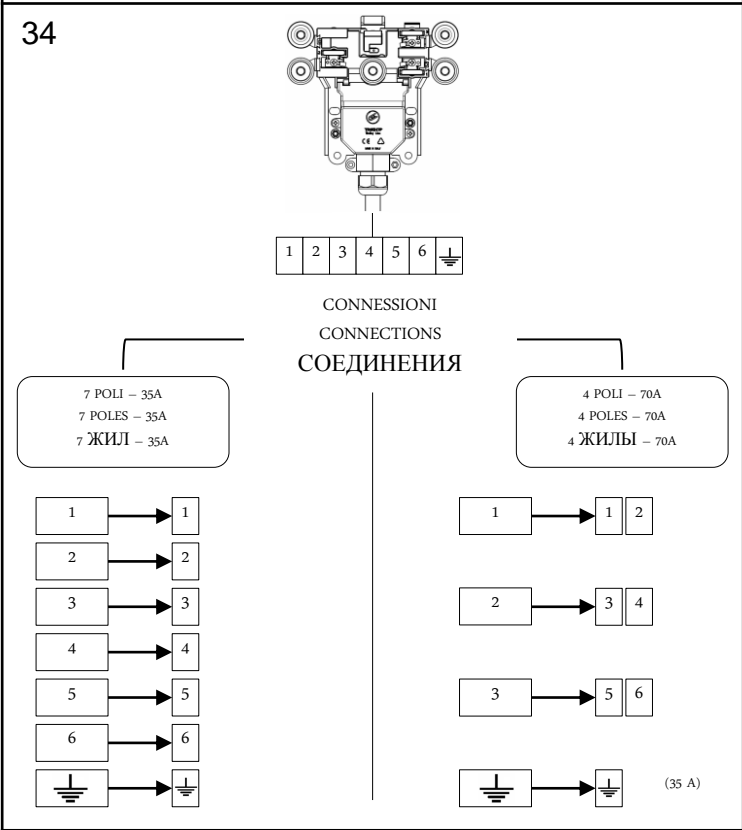 34
1 2 3 4 5 6
CONNESSIONI
CONNECTIONS
СОЕДИНЕНИЯ
7 POLI – 35A
7 POLES – 35A
7 ЖИЛ – 35A
4 POLI – 70A
4 POLES – 70A
4 ЖИЛЫ – 70A
1 1
2 2
3 3
4 4
5 5
6 6
1 1 2
2 3 4
3 5 6
(35 A)